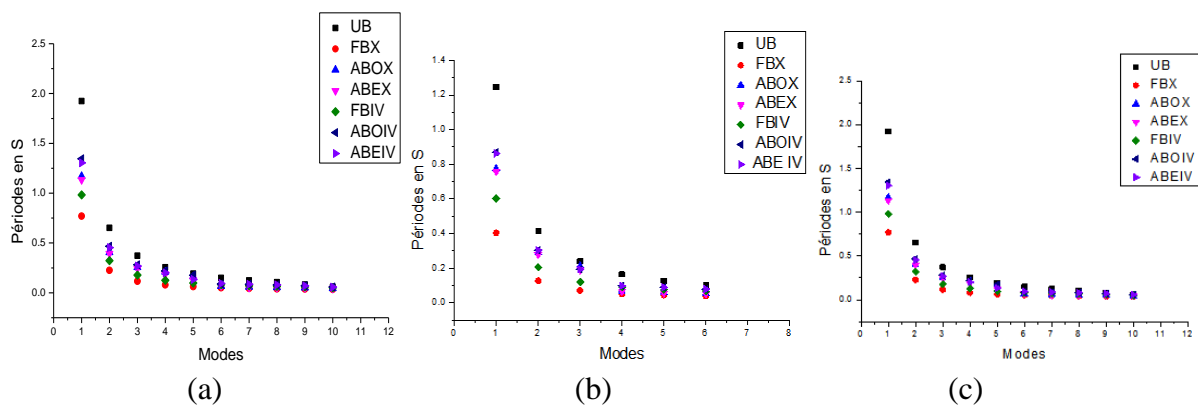 UB
FBX
ABOX
ABEX
FBIV
ABOIV
ABEIV
2.5
2.0
1.5
1.0
0.5
0.0
Périodes en S
0 1 2 3 4 5 6 7 8 9 10 11 12
Modes
(a)
UB
FBX
ABOX
ABEX
FBIV
ABOIV
ABE IV
1.4
1.2
1.0
0.8
0.6
0.4
0.2
0.0
Périodes en S
0 1 2 3 4 5 6 7 8
Modes
(b)
UB
FBX
ABOX
ABEX
FBIV
ABOIV
ABEIV
2.5
2.0
1.5
1.0
0.5
0.0
Périodes en S
0 1 2 3 4 5 6 7 8 9 10 11 12
Modes
(c)